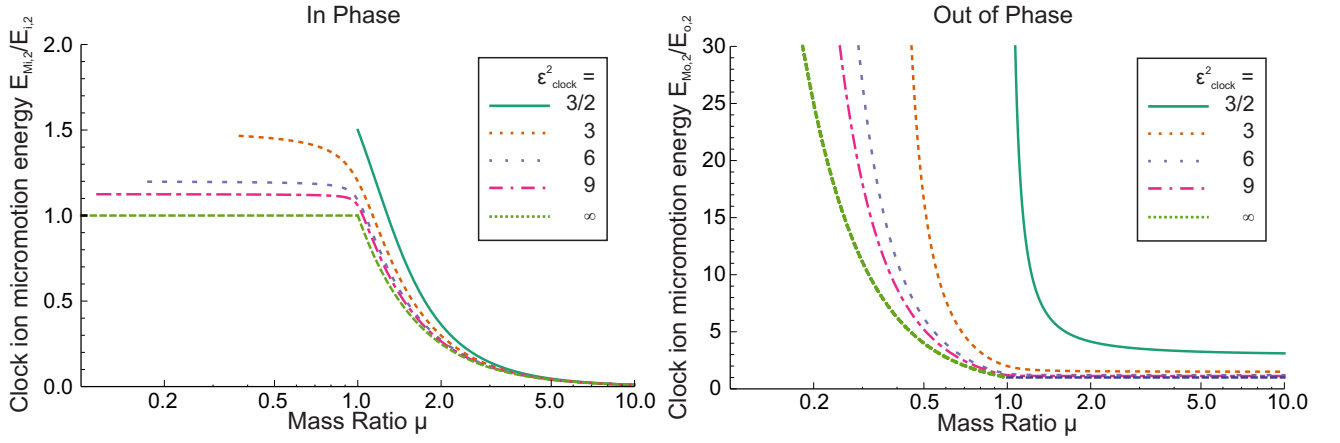 In Phase
Clock ion micromotion energy E_Mi,2/E_i,2
2.0
1.5
1.0
0.5
0.0
ε²_clock =
3/2
3
6
9
∞
0.2 0.5 1.0 2.0 5.0 10.0
Mass Ratio μ
Out of Phase
Clock ion micromotion energy E_Mo,2/E_o,2
30
25
20
15
10
5
0
ε²_clock =
3/2
3
6
9
∞
0.2 0.5 1.0 2.0 5.0 10.0
Mass Ratio μ